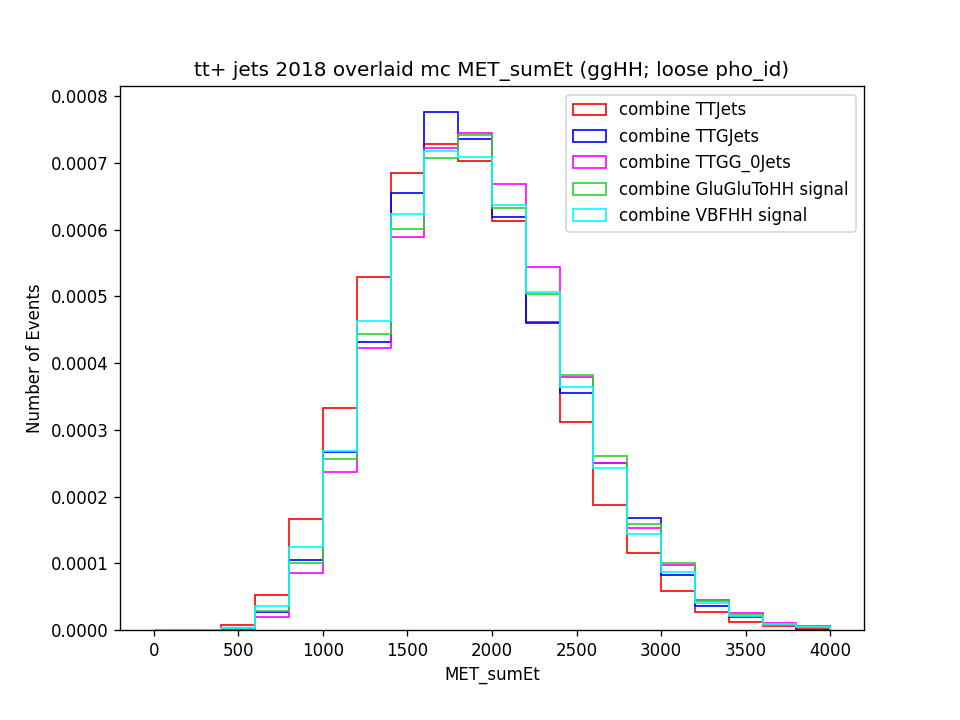 tt+ jets 2018 overlaid mc MET_sumEt (ggHH; loose pho_id)
0.0008
0.0007
0.0006
0.0005
0.0004
0.0003
0.0002
0.0001
0.0000
Number of Events
combine TTJets
combine TTGJets
combine TTGG_0Jets
combine GluGluToHH signal
combine VBFHH signal
0 500 1000 1500 2000 2500 3000 3500 4000
MET_sumEt